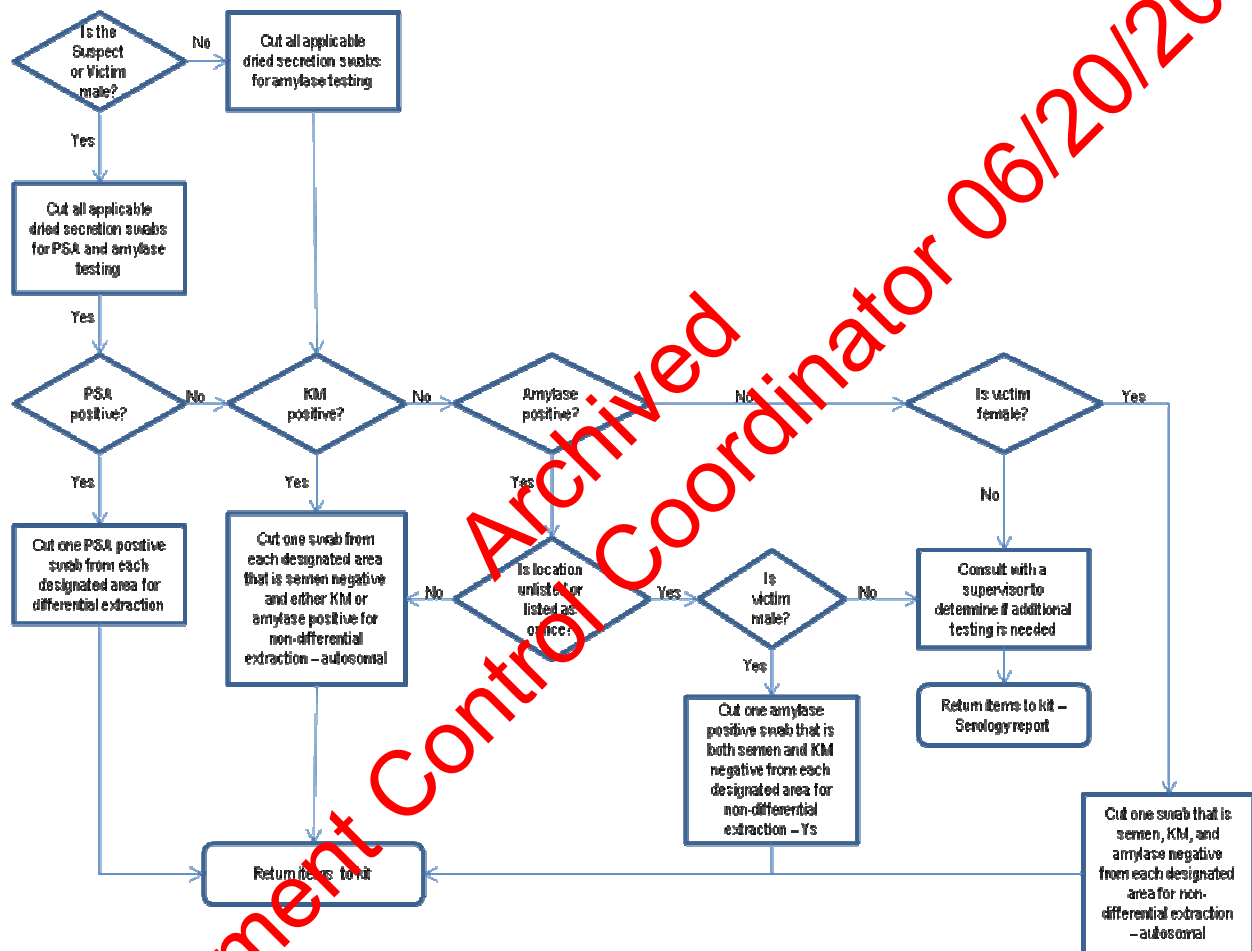 Is the
Suspect
or Victim
male?
No
Cut all applicable
dried secretion swabs
for amylase testing
Yes
Cut all applicable
dried secretion swabs
for PSA and amylase
testing
Yes
PSA
positive?
No
KM
positive?
No
Amylase
positive?
No
Is victim
female?
Yes
Yes
Yes
Yes
No
Cut one PSA positive
swab from each
designated area for
differential extraction
Cut one swab from
each designated area
that is semen negative
and either KM or
amylase positive for
non-differential
extraction – autosomal
No
Is location
unlisted or
listed as
Yes
Is
victim
male?
No
Consult with a
supervisor to
determine if additional
testing is needed
Yes
Return items to kit –
Serology report
Cut one amylase
positive swab that is
both semen and KM
negative from each
designated area for
non-differential
extraction – Ys
Cut one swab that is
semen, KM, and
amylase negative
from each designated
area for non-
differential extraction
– autosomal
Return items to kit
Archived
ment Control Coordinator 06/20/20